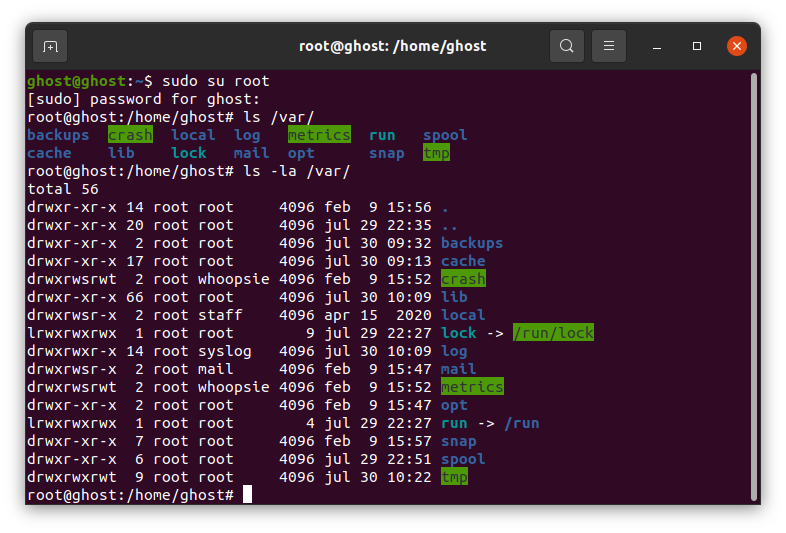 root@ghost: /home/ghost
ghost@ghost:~$ sudo su root
[sudo] password for ghost:
root@ghost:/home/ghost# ls /var/
backups  crash  local  log   metrics  run   spool
cache    lib    lock   mail  opt      snap  tmp
root@ghost:/home/ghost# ls -la /var/
total 56
drwxr-xr-x 14 root root     4096 feb  9 15:56 .
drwxr-xr-x 20 root root     4096 jul 29 22:35 ..
drwxr-xr-x  2 root root     4096 jul 30 09:32 backups
drwxr-xr-x 17 root root     4096 jul 30 09:13 cache
drwxrwsrwt  2 root whoopsie 4096 feb  9 15:52 crash
drwxr-xr-x 66 root root     4096 jul 30 10:09 lib
drwxrwsr-x  2 root staff    4096 apr 15  2020 local
lrwxrwxrwx  1 root root        9 jul 29 22:27 lock -> /run/lock
drwxrwxr-x 14 root syslog   4096 jul 30 10:09 log
drwxrwsr-x  2 root mail     4096 feb  9 15:47 mail
drwxrwsrwt  2 root whoopsie 4096 feb  9 15:52 metrics
drwxr-xr-x  2 root root     4096 feb  9 15:47 opt
lrwxrwxrwx  1 root root        4 jul 29 22:27 run -> /run
drwxr-xr-x  7 root root     4096 feb  9 15:57 snap
drwxr-xr-x  6 root root     4096 jul 29 22:51 spool
drwxrwxrwt  9 root root     4096 jul 30 10:22 tmp
root@ghost:/home/ghost#